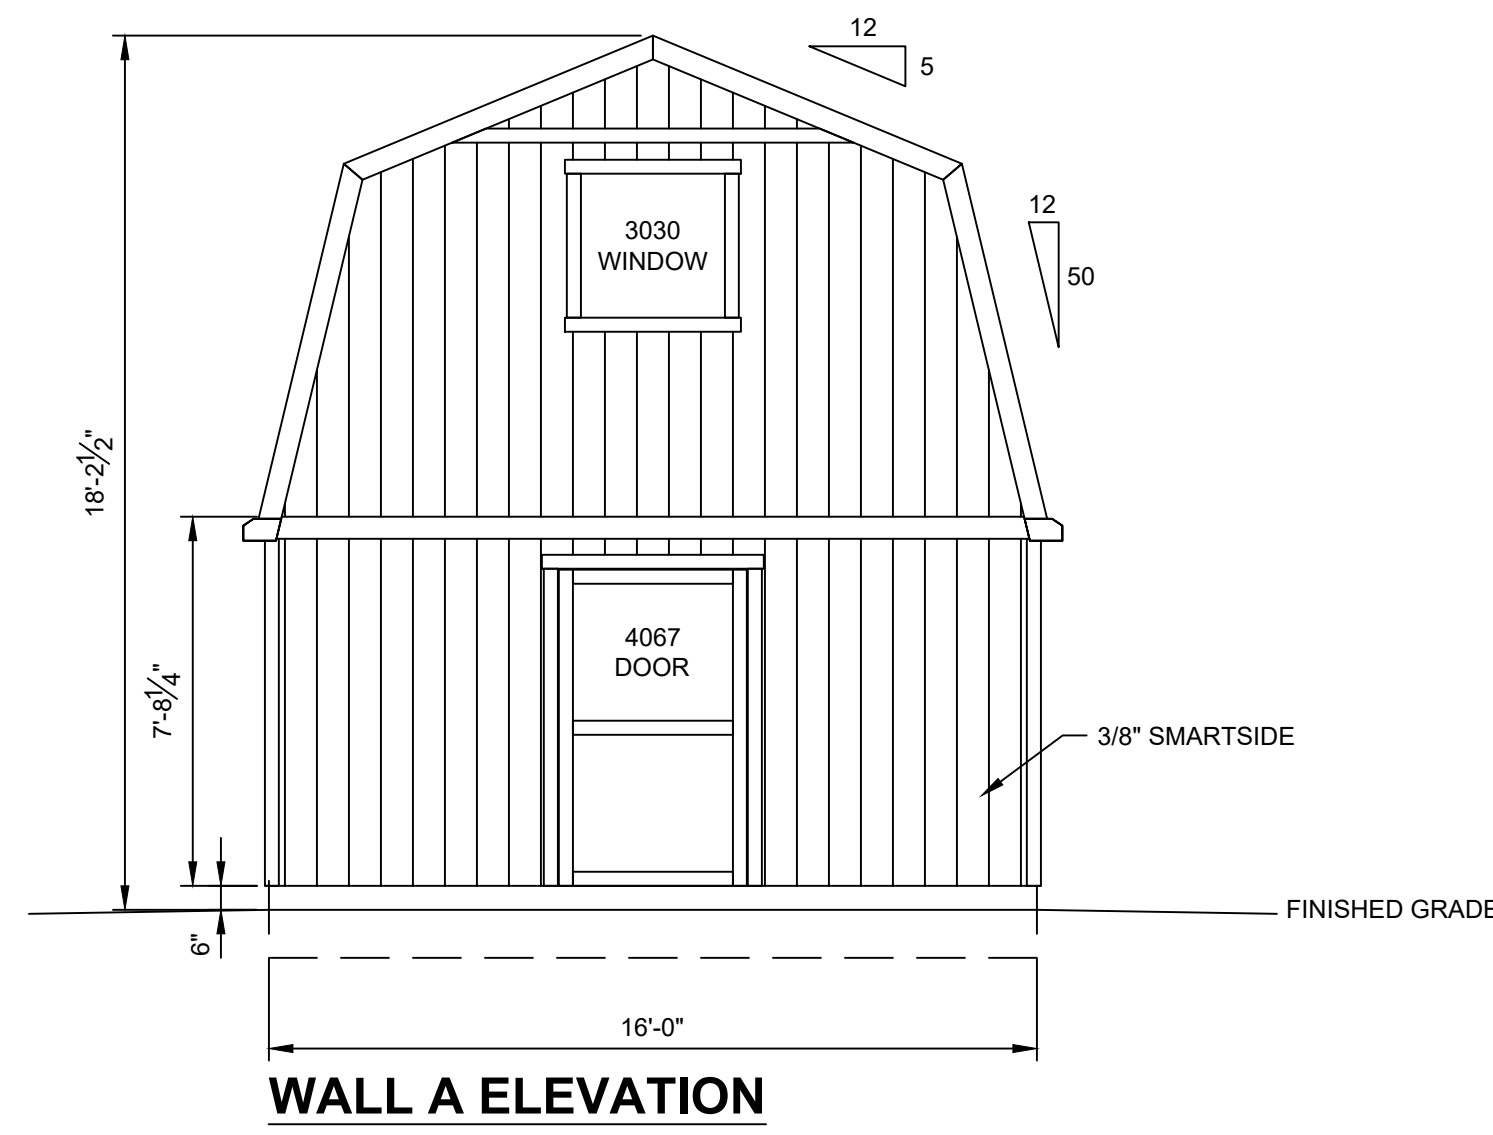 12
5
3030
WINDOW
12
50
18'-2½"
4067
DOOR
7'-8¼"
3/8" SMARTSIDE
FINISHED GRADE
6"
16'-0"
WALL A ELEVATION